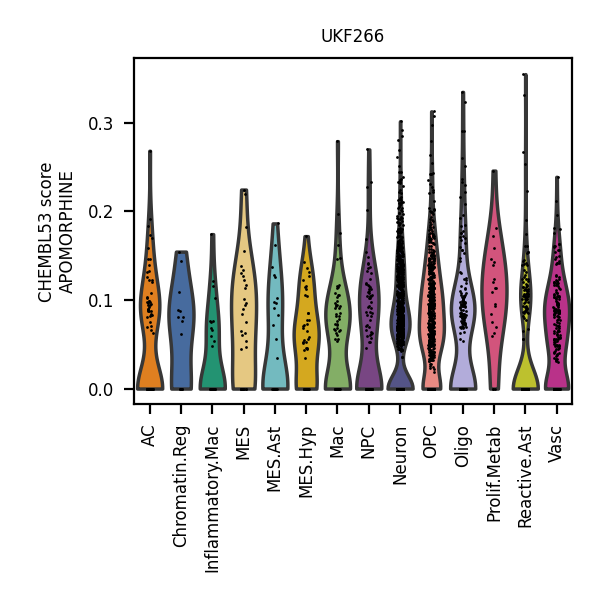 UKF266
CHEMBL53 score
APOMORPHINE
0.3
0.2
0.1
0.0
AC
Chromatin.Reg
Inflammatory.Mac
MES
MES.Ast
MES.Hyp
Mac
NPC
Neuron
OPC
Oligo
Prolif.Metab
Reactive.Ast
Vasc